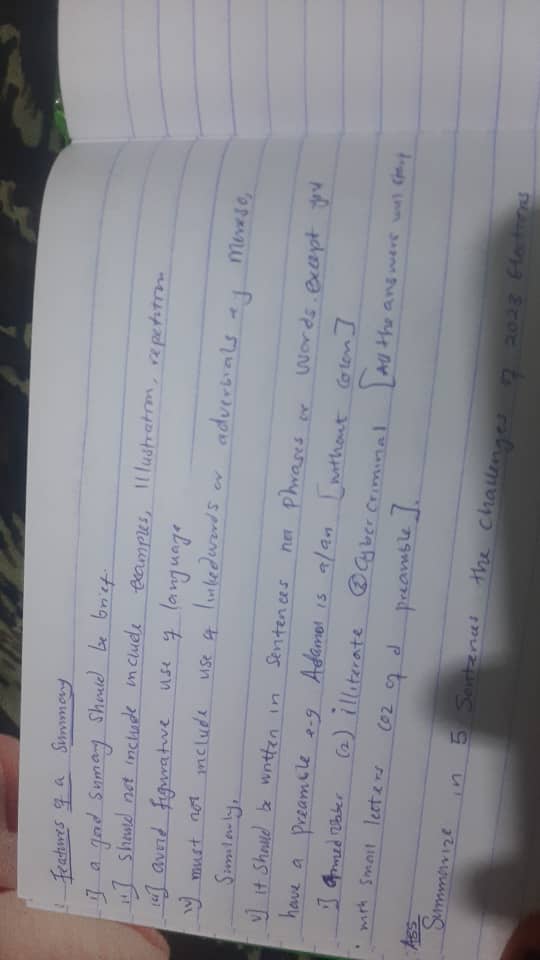 Features of a Summary
i] a good Sumary should be brief.
ii] should not include include examples, Illustration, repetition
iii] avoid figurative use of language
iv] must not include use of linkedwords or adverbials eg Moreso,
Similarly,
v] it should be written in Sentences not phrases or words. except you
have a preamble e-g Adamol is a/an [without colon]
i] armed robber (2) illiterate Cyber criminal [All the answers will start
with small letters coz of d preamble].
Ass
Summarize in 5 Sentences the challenges of 2023 Elections